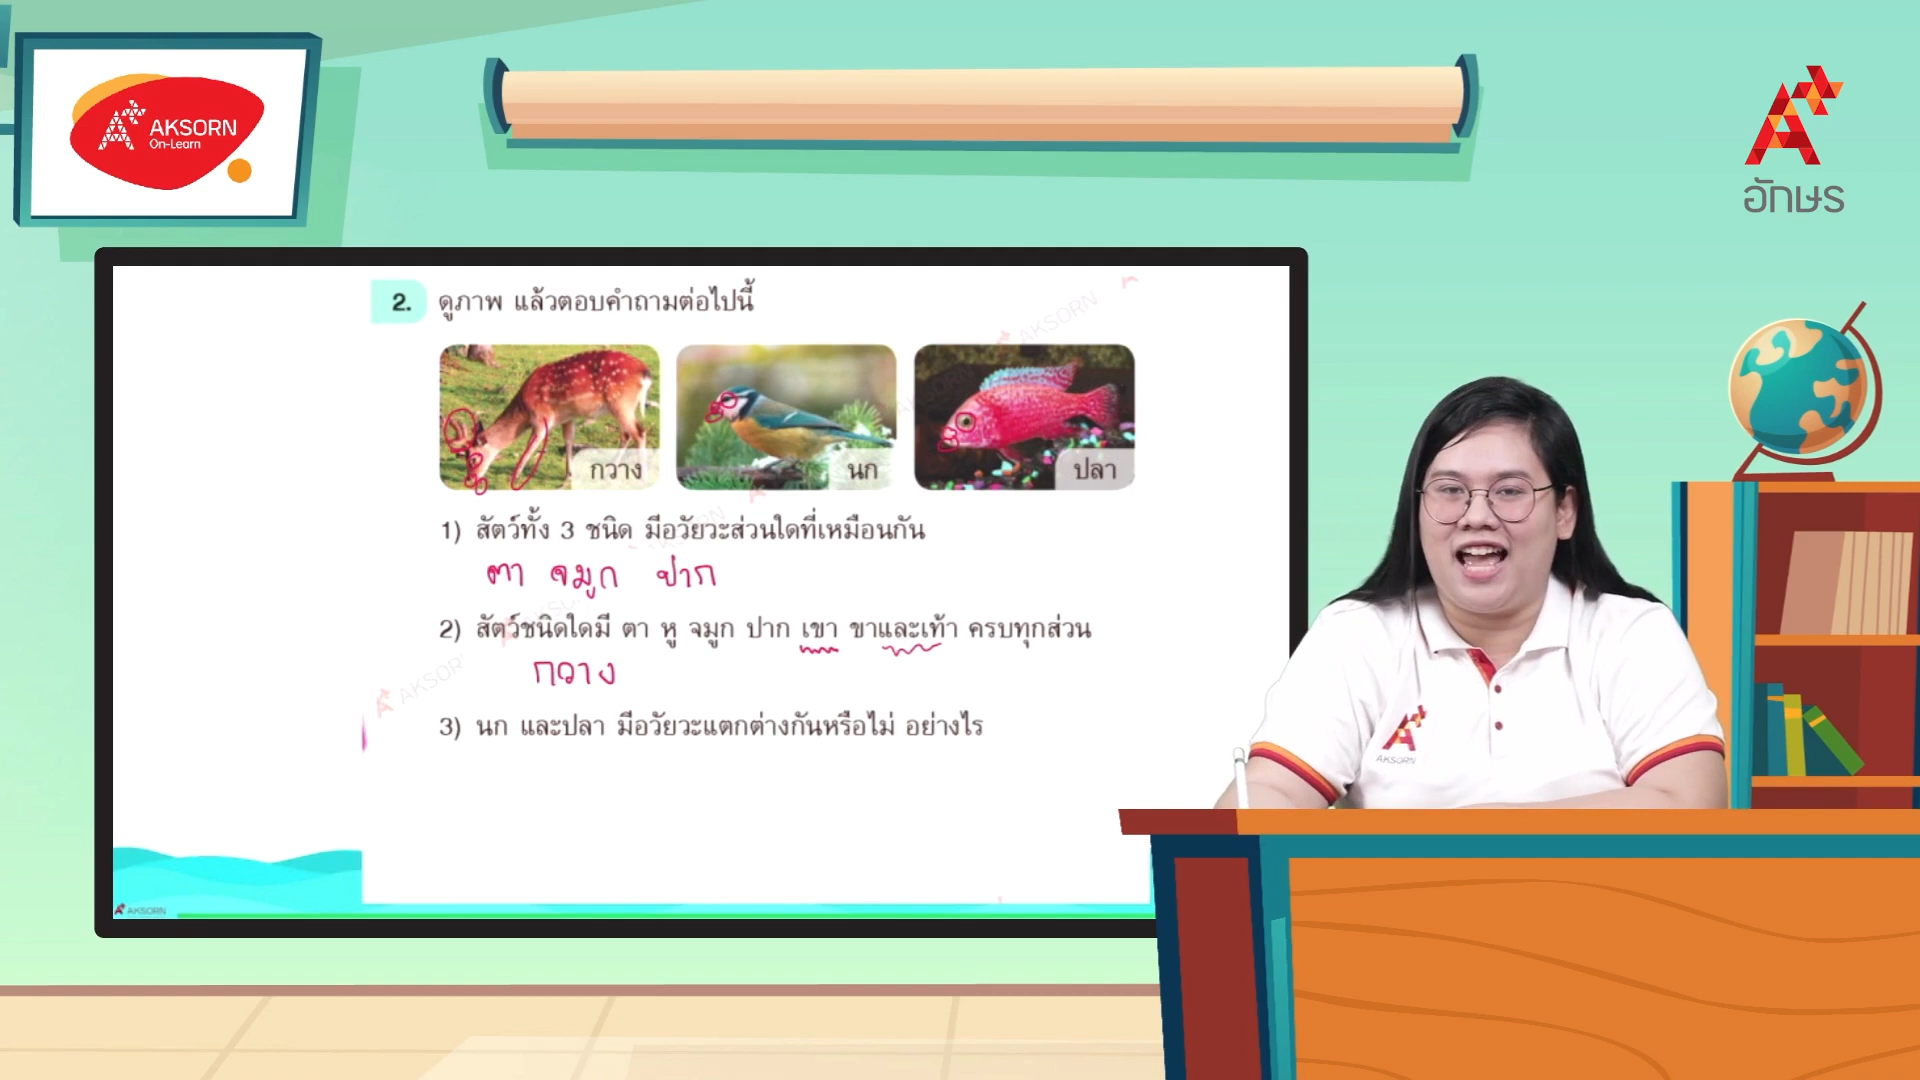 AKSORN
On-Learn
อักษร
2. ดูภาพ แล้วตอบคำถามต่อไปนี้
กวาง
นก
ปลา
1) สัตว์ทั้ง 3 ชนิด มีอวัยวะส่วนใดที่เหมือนกัน
ตา จมูก ปาก
2) สัตว์ชนิดใดมี ตา หู จมูก ปาก เขา ขาและเท้า ครบทุกส่วน
กวาง
3) นก และปลา มีอวัยวะแตกต่างกันหรือไม่ อย่างไร
AKSORN
AKSORN
AKSORN
AKSORN